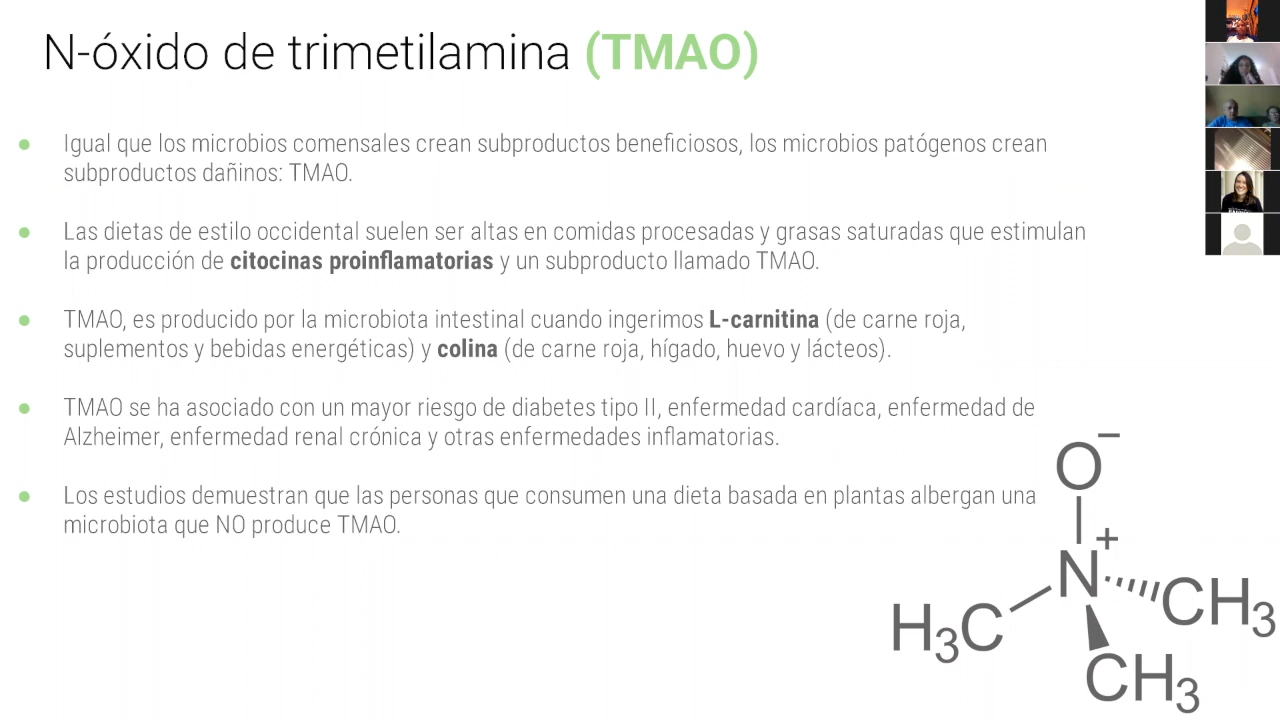 N-óxido de trimetilamina (TMAO)
● Igual que los microbios comensales crean subproductos beneficiosos, los microbios patógenos crean
subproductos dañinos: TMAO.
● Las dietas de estilo occidental suelen ser altas en comidas procesadas y grasas saturadas que estimulan
la producción de citocinas proinflamatorias y un subproducto llamado TMAO.
● TMAO, es producido por la microbiota intestinal cuando ingerimos L-carnitina (de carne roja,
suplementos y bebidas energéticas) y colina (de carne roja, hígado, huevo y lácteos).
● TMAO se ha asociado con un mayor riesgo de diabetes tipo II, enfermedad cardíaca, enfermedad de
Alzheimer, enfermedad renal crónica y otras enfermedades inflamatorias.
● Los estudios demuestran que las personas que consumen una dieta basada en plantas albergan una
microbiota que NO produce TMAO.
O−
N+
CH3
H3C
CH3